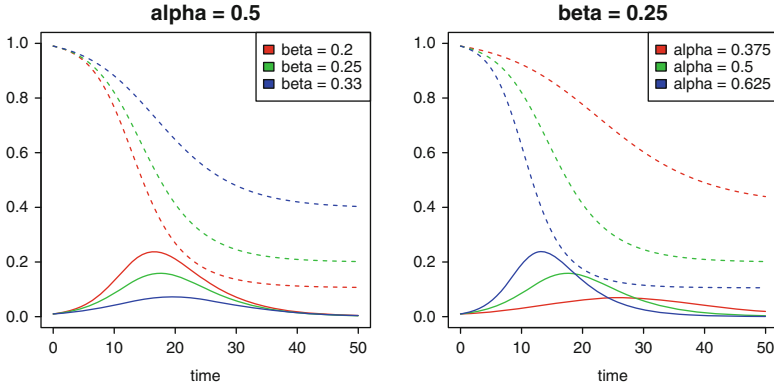 alpha = 0.5
1.0
0.8
0.6
0.4
0.2
0.0
beta = 0.2
beta = 0.25
beta = 0.33
0 10 20 30 40 50
time
beta = 0.25
1.0
0.8
0.6
0.4
0.2
0.0
alpha = 0.375
alpha = 0.5
alpha = 0.625
0 10 20 30 40 50
time